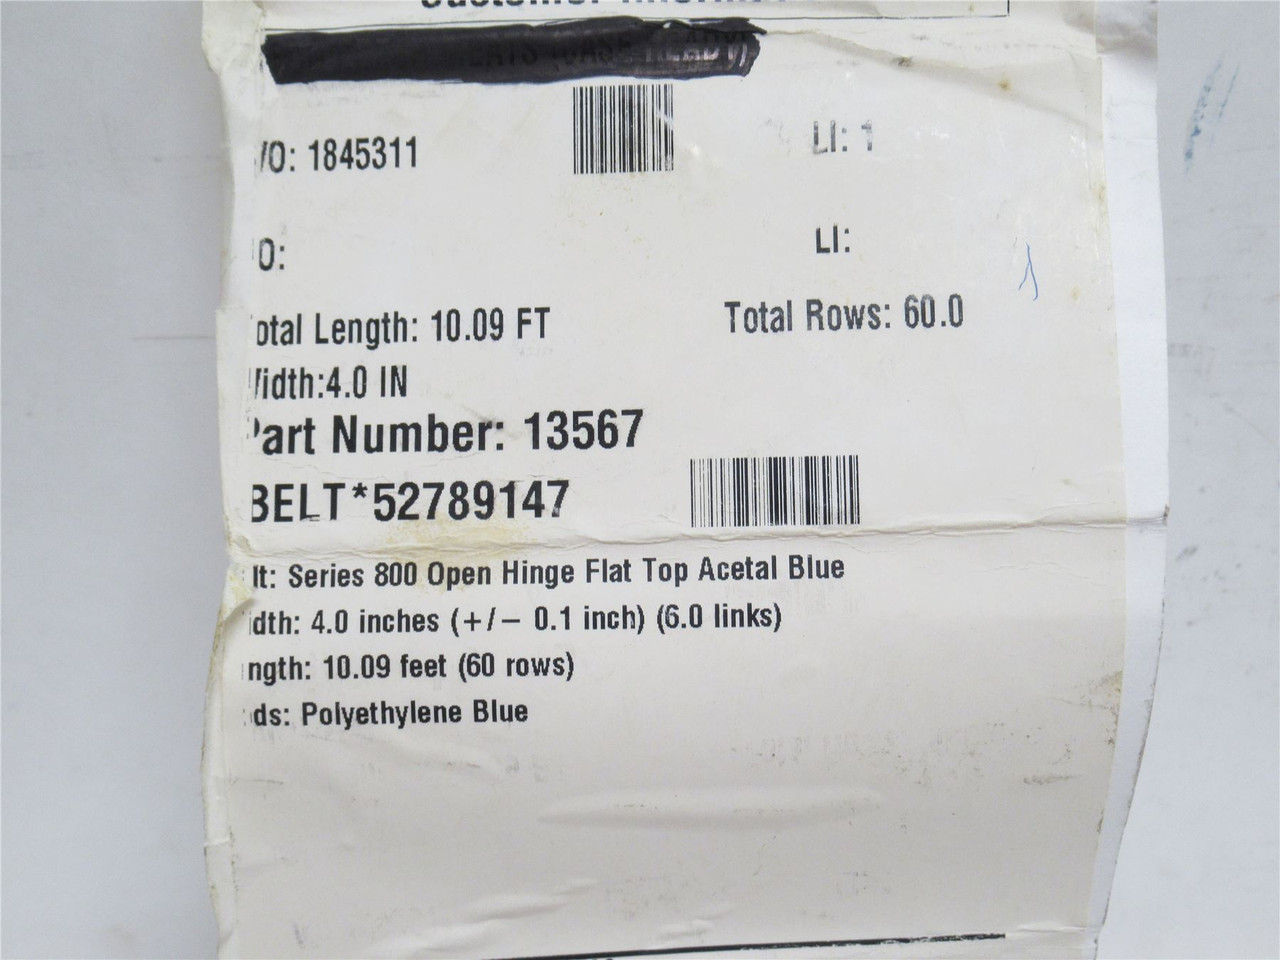 Customer
/O: 1845311
LI: 1
O:
LI:
otal Length: 10.09 FT
Total Rows: 60.0
idth:4.0 IN
Part Number: 13567
BELT*52789147
lt: Series 800 Open Hinge Flat Top Acetal Blue
idth: 4.0 inches (+/- 0.1 inch) (6.0 links)
ngth: 10.09 feet (60 rows)
ds: Polyethylene Blue